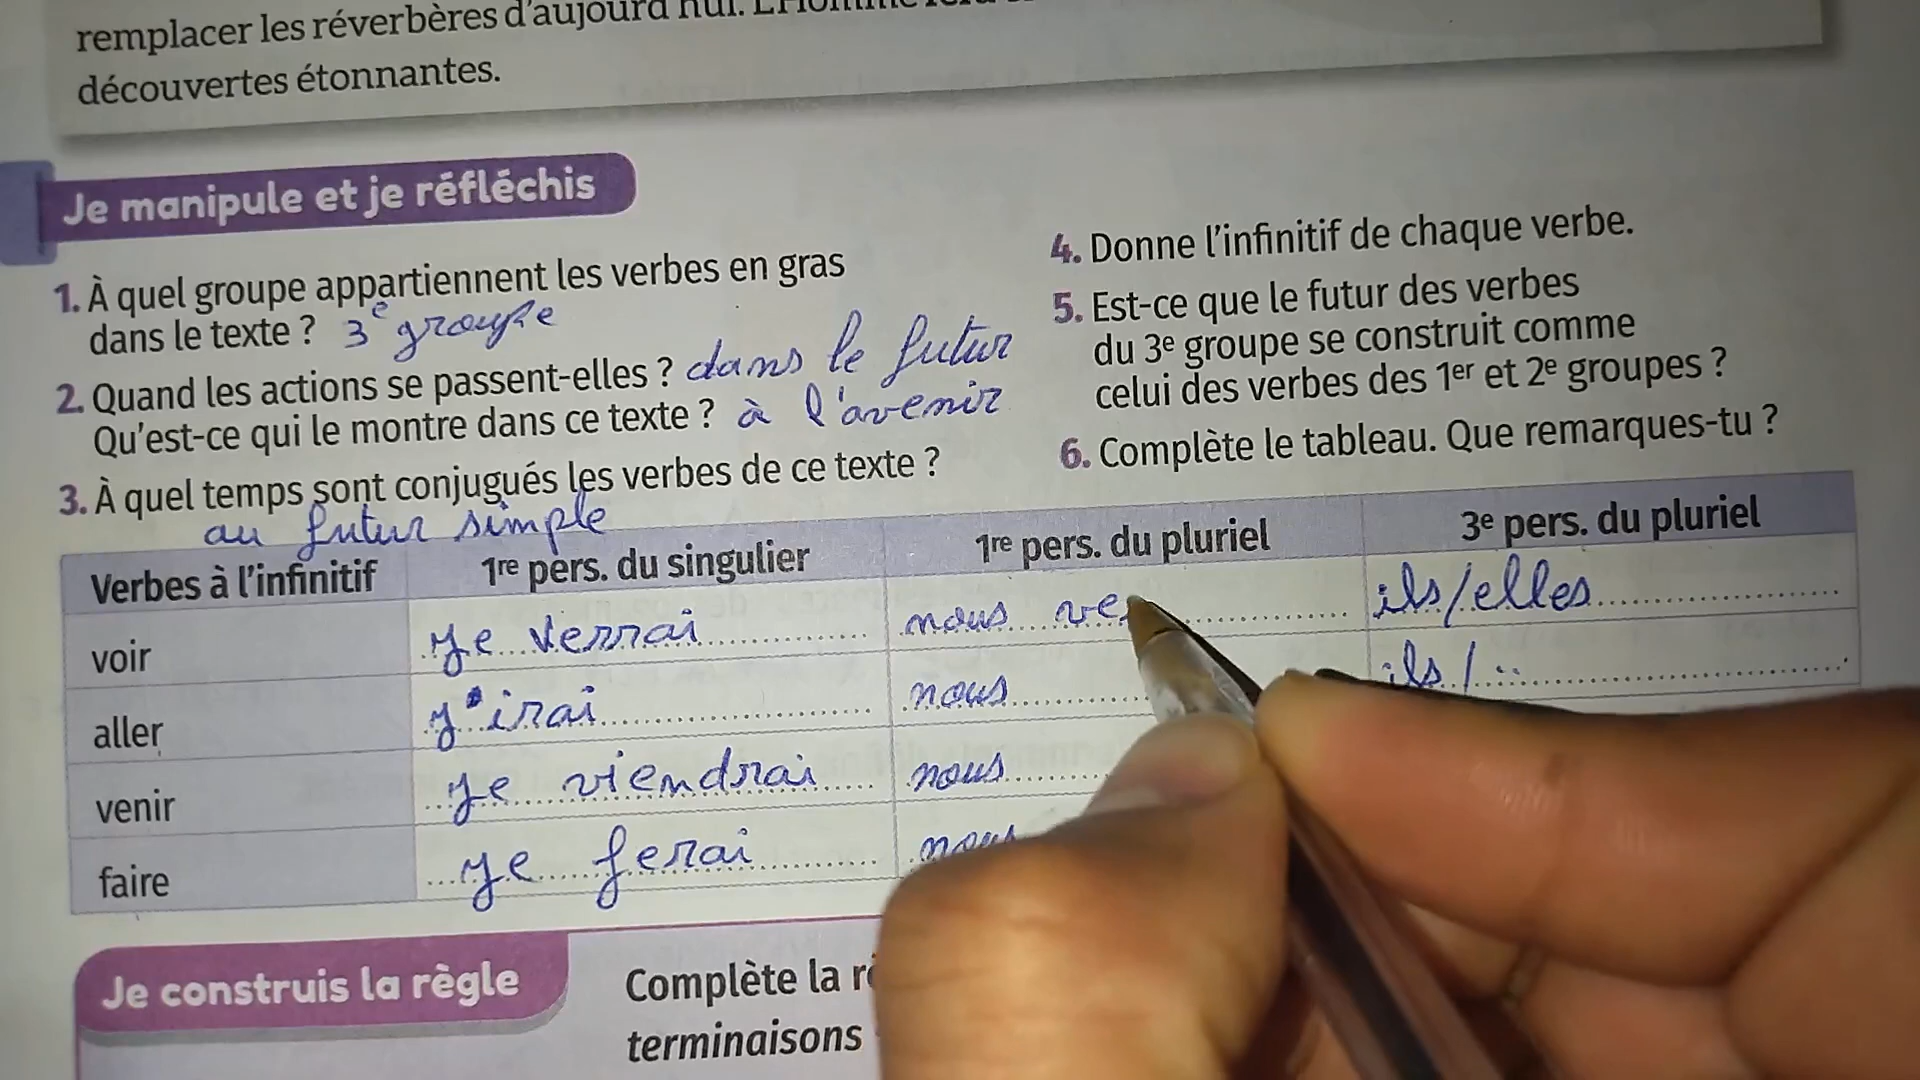 remplacer les réverbères d'aujourd'hui. L'Homme fera
découvertes étonnantes.
Je manipule et je réfléchis
1. À quel groupe appartiennent les verbes en gras
dans le texte ? 3e groupe
2. Quand les actions se passent-elles ? dans le futur
Qu'est-ce qui le montre dans ce texte ? à l'avenir
3. À quel temps sont conjugués les verbes de ce texte ?
au futur simple
4. Donne l'infinitif de chaque verbe.
5. Est-ce que le futur des verbes
du 3e groupe se construit comme
celui des verbes des 1er et 2e groupes ?
6. Complète le tableau. Que remarques-tu ?
Verbes à l'infinitif 1re pers. du singulier 1re pers. du pluriel 3e pers. du pluriel
voir je verrai nous ve ils/elles
aller j'irai nous ils/..
venir je viendrai nous
faire je ferai nous
Je construis la règle
Complète la
terminaisons